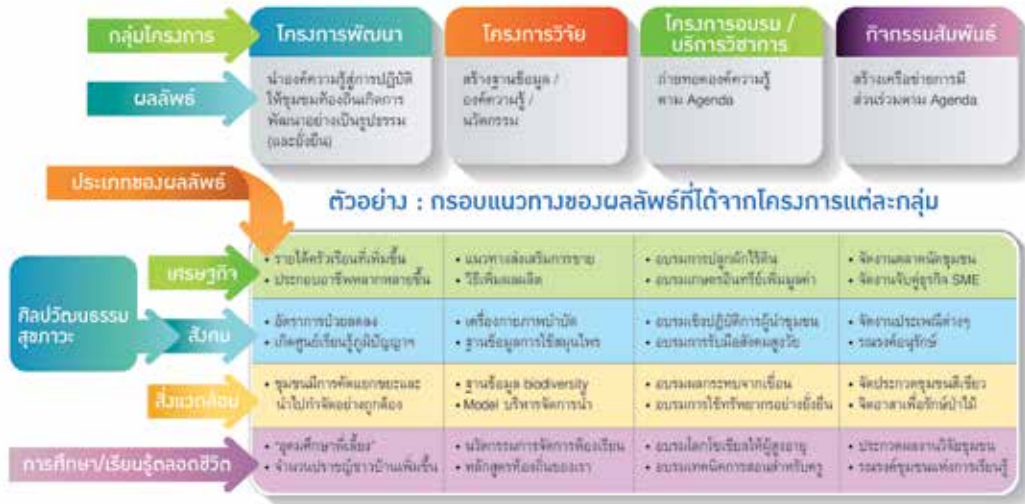 กลุ่มโครงการ
โครงการพัฒนา
โครงการวิจัย
โครงการอบรม /
บริการวิชาการ
กิจกรรมสัมพันธ์
ผลลัพธ์
นำองค์ความรู้สู่การปฏิบัติ
ให้ชุมชนท้องถิ่นเกิดการ
พัฒนาอย่างเป็นรูปธรรม
(และยั่งยืน)
สร้างฐานข้อมูล /
องค์ความรู้ /
นวัตกรรม
ถ่ายทอดองค์ความรู้
ตาม Agenda
สร้างเครือข่ายการมี
ส่วนร่วมตาม Agenda
ประเภทของผลลัพธ์
ตัวอย่าง : กรอบแนวทางของผลลัพธ์ที่ได้จากโครงการแต่ละกลุ่ม
ศิลปวัฒนธรรม
สุขภาวะ
เศรษฐกิจ
• รายได้ครัวเรือนที่เพิ่มขึ้น
• ประกอบอาชีพหลากหลายขึ้น
• แนวทางส่งเสริมการขาย
• วิธีเพิ่มผลผลิต
• อบรมการปลูกผักไร้ดิน
• อบรมเกษตรอินทรีย์เพิ่มมูลค่า
• จัดงานตลาดนัดชุมชน
• จัดงานจับคู่ธุรกิจ SME
สังคม
• อัตราการป่วยลดลง
• เกิดศูนย์เรียนรู้ภูมิปัญญาฯ
• เครื่องกายภาพบำบัด
• ฐานข้อมูลการใช้สมุนไพร
• อบรมเชิงปฏิบัติการผู้นำชุมชน
• อบรมการรับมือสังคมสูงวัย
• จัดงานประเพณีต่างๆ
• รณรงค์อนุรักษ์
สิ่งแวดล้อม
• ชุมชนมีการคัดแยกขยะและ
นำไปกำจัดอย่างถูกต้อง
• ฐานข้อมูล biodiversity
• Model บริหารจัดการน้ำ
• อบรมผลกระทบจากเขื่อน
• อบรมการใช้ทรัพยากรอย่างยั่งยืน
• จัดประกวดชุมชนสีเขียว
• จิตอาสาเพื่อรักษ์ป่าไม้
การศึกษา/เรียนรู้ตลอดชีวิต
• "อุดมศึกษาพี่เลี้ยง"
• จำนวนปราชญ์ชาวบ้านเพิ่มขึ้น
• นวัตกรรมการจัดการห้องเรียน
• หลักสูตรท้องถิ่นของเรา
• อบรมโลกโซเชียลให้ผู้สูงอายุ
• อบรมเทคนิคการสอนสำหรับครู
• ประกวดผลงานวิจัยชุมชน
• รณรงค์ชุมชนแห่งการเรียนรู้